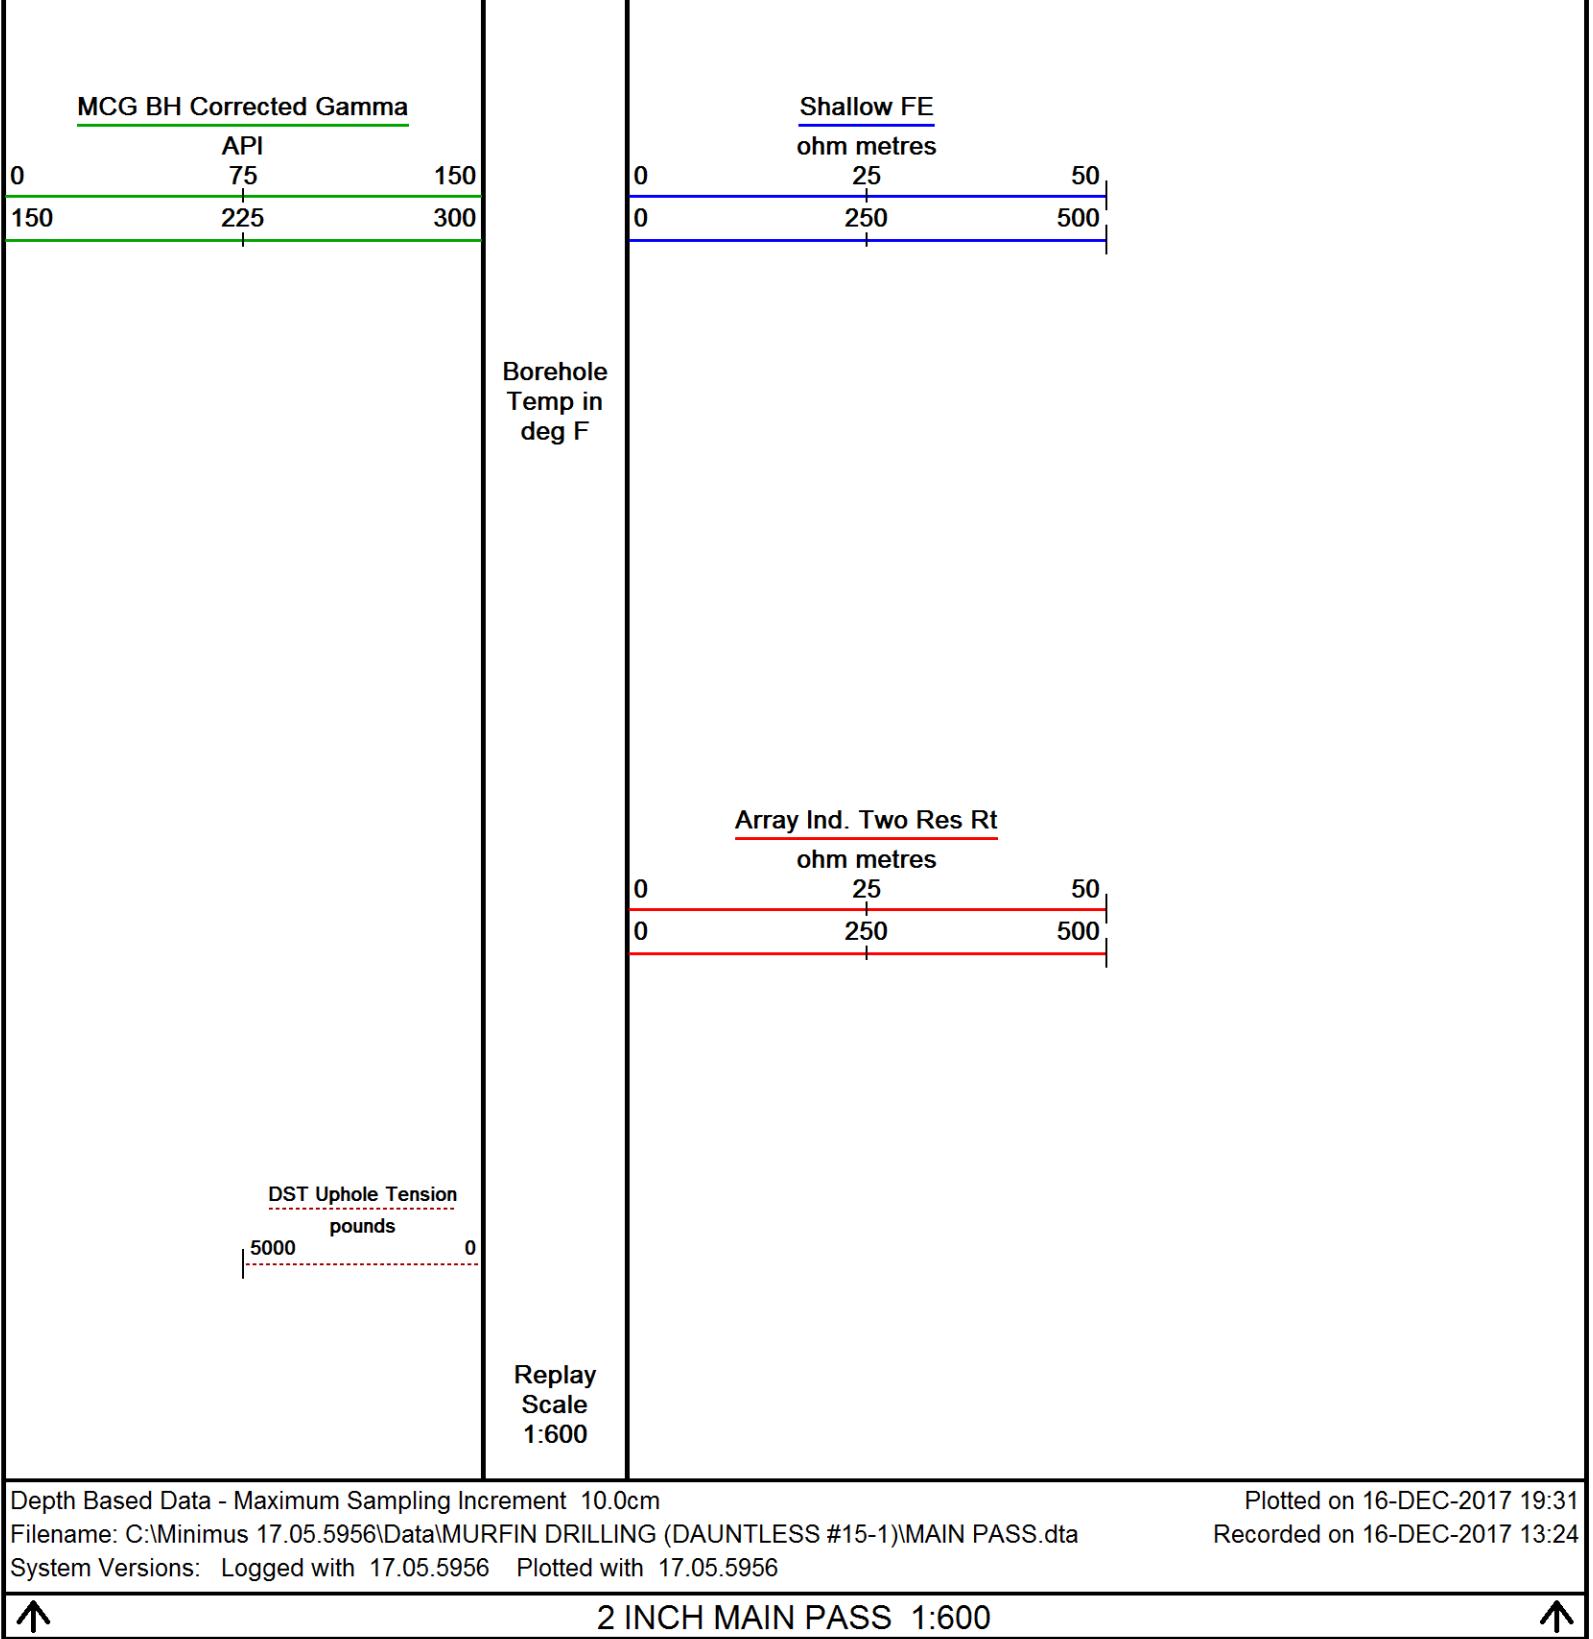 MCG BH Corrected Gamma
API
0 75 150
150 225 300
Shallow FE
ohm metres
0 25 50
0 250 500
Borehole
Temp in
deg F
Array Ind. Two Res Rt
ohm metres
0 25 50
0 250 500
DST Uphole Tension
pounds
5000 0
Replay
Scale
1:600
Depth Based Data - Maximum Sampling Increment 10.0cm
Plotted on 16-DEC-2017 19:31
Filename: C:\Minimus 17.05.5956\Data\MURFIN DRILLING (DAUNTLESS #15-1)\MAIN PASS.dta
Recorded on 16-DEC-2017 13:24
System Versions: Logged with 17.05.5956 Plotted with 17.05.5956
2 INCH MAIN PASS 1:600